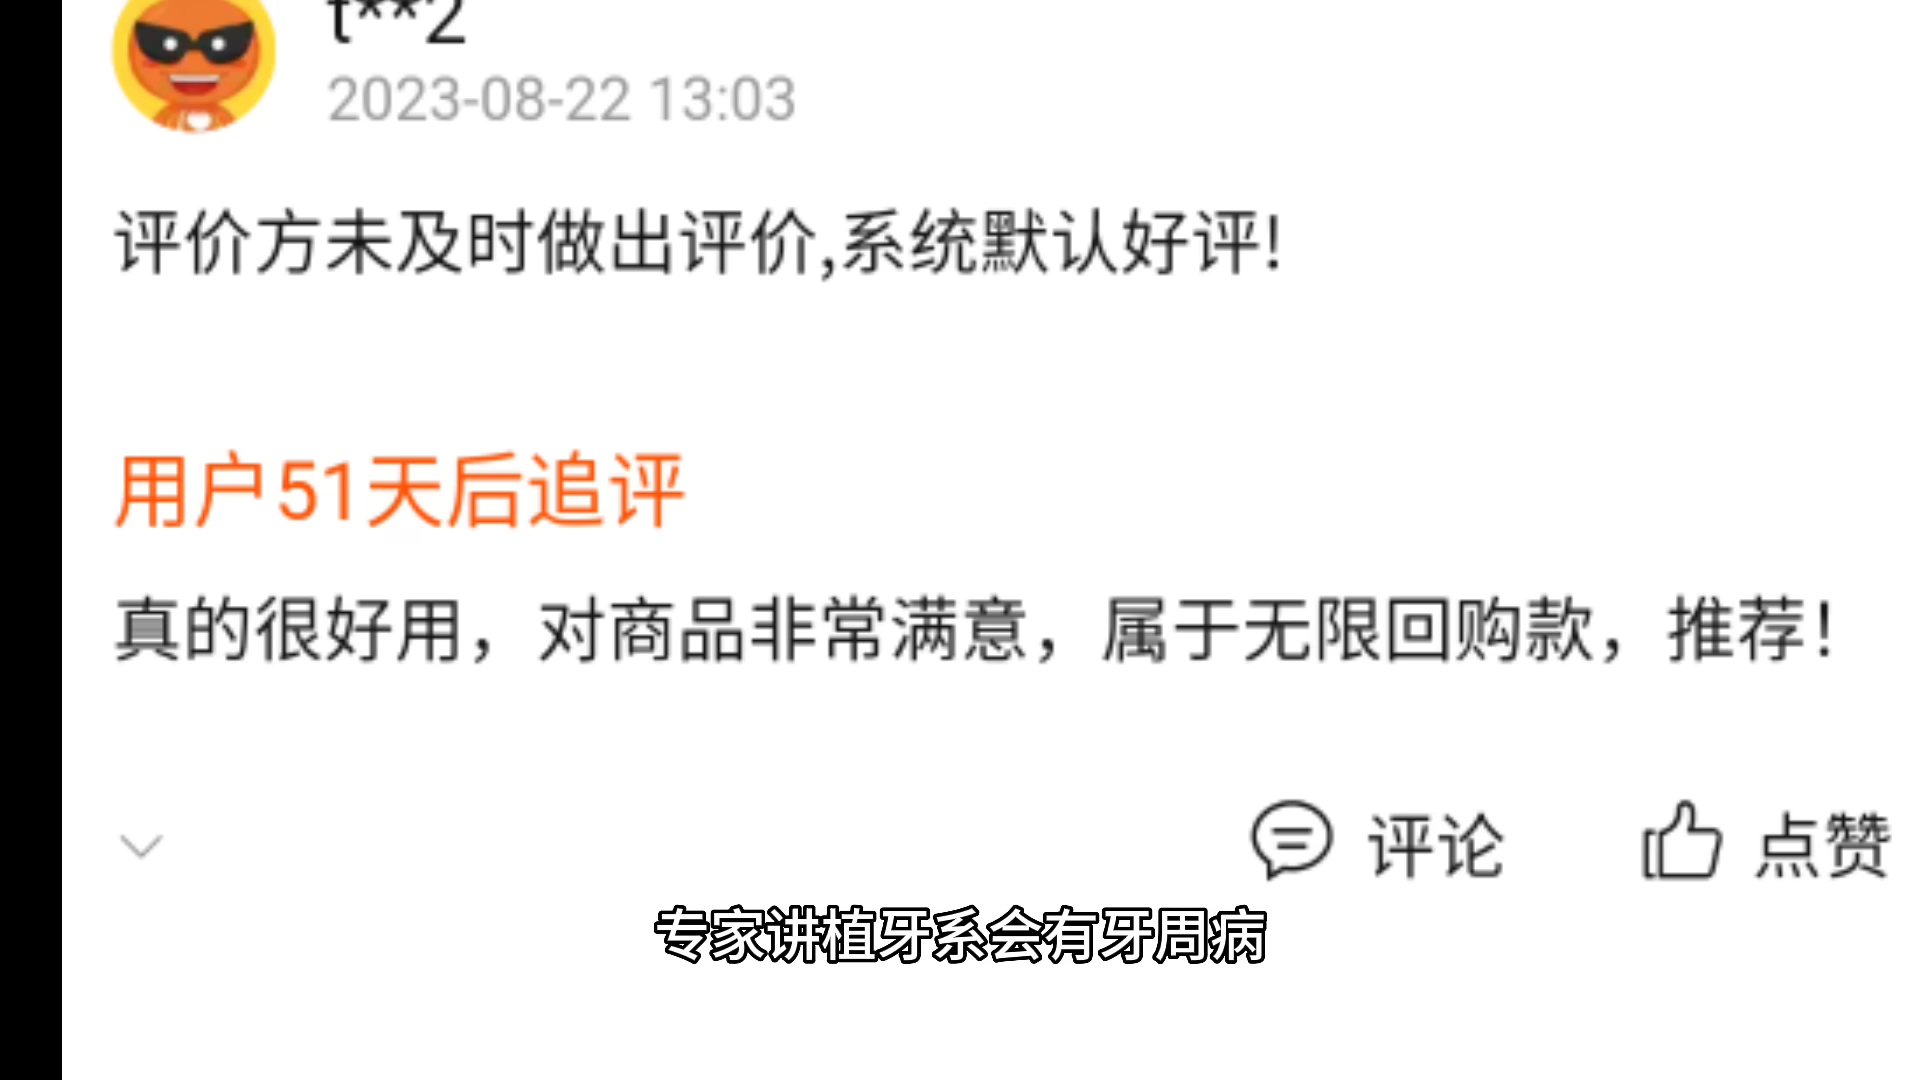 t**2
2023-08-22 13:03
评价方未及时做出评价,系统默认好评!
用户51天后追评
真的很好用，对商品非常满意，属于无限回购款，推荐！
评论
点赞
专家讲植牙系会有牙周病